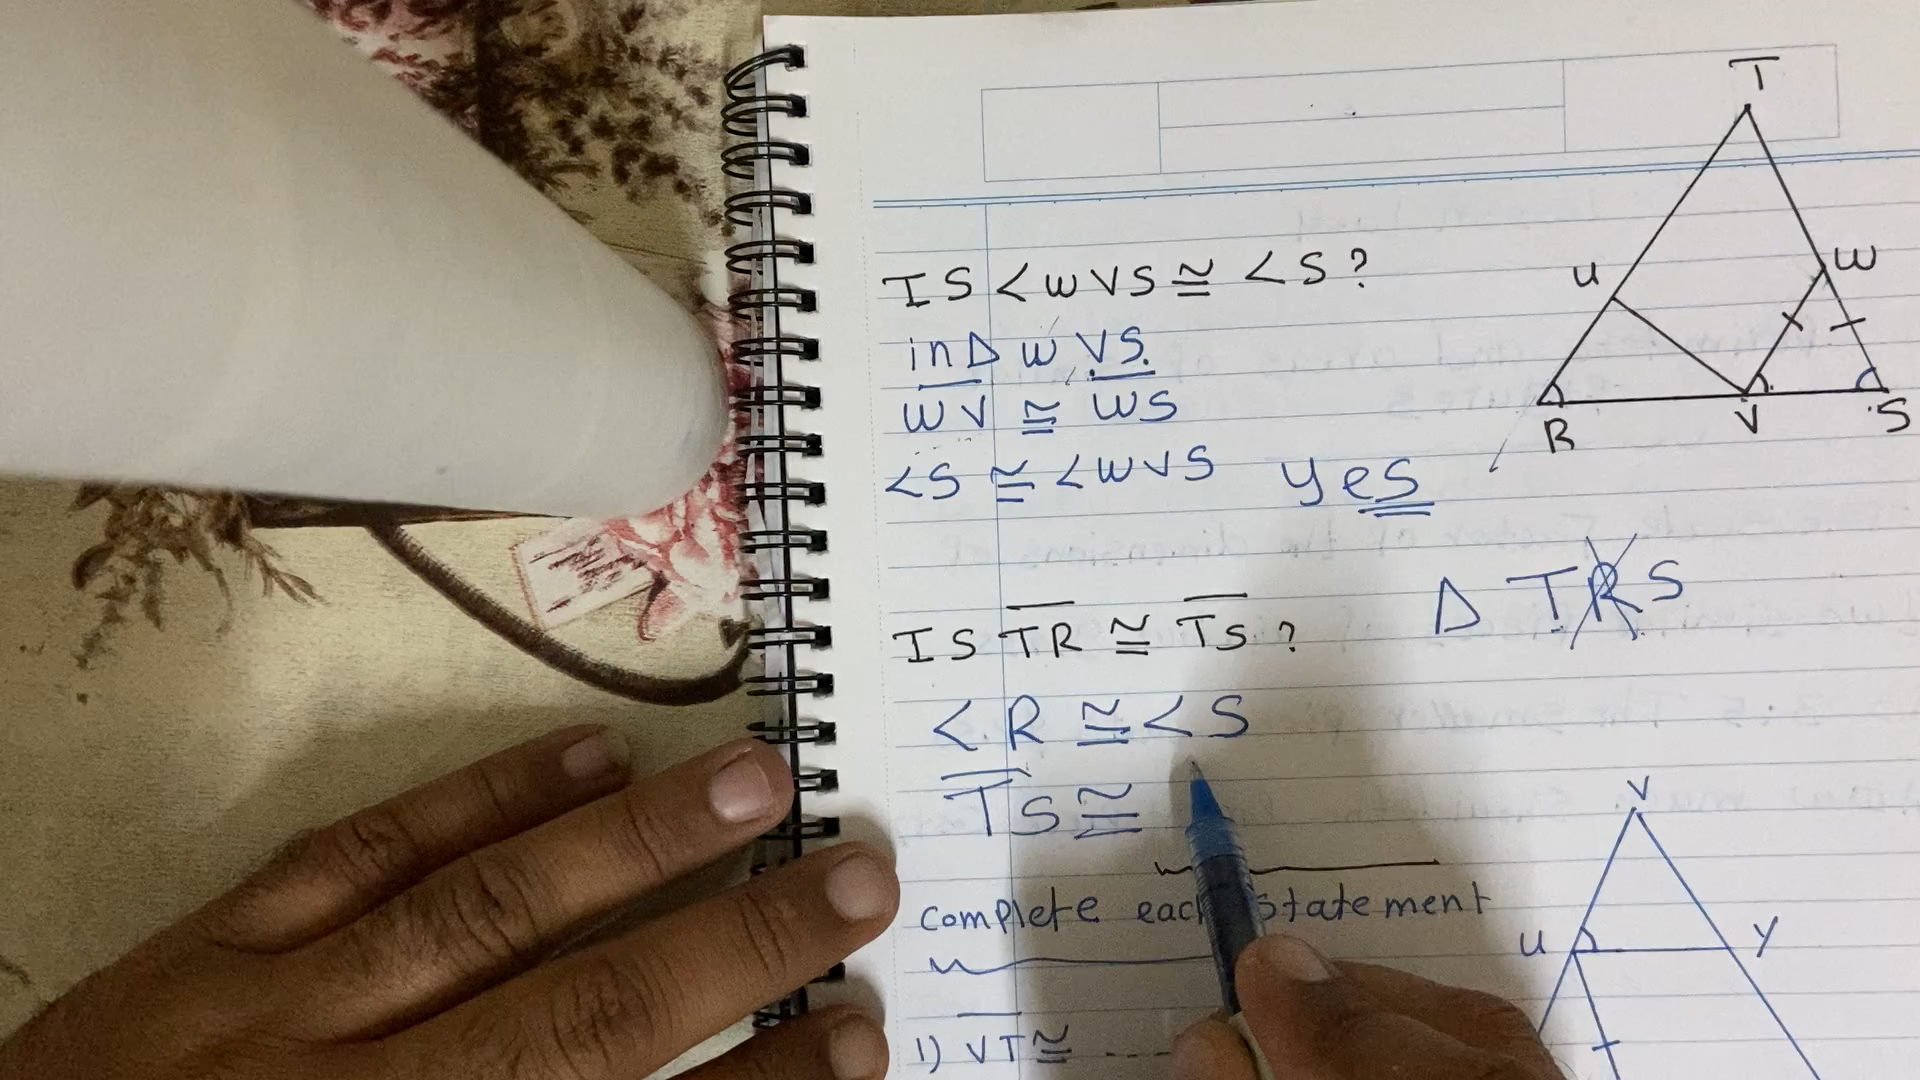 T
U
W
R
V
S
IS <WVS ≅ <S?
in Δ WVS.
WV ≅ WS
<S ≅ <WVS yes
Δ TRS
IS TR ≅ TS?
<R ≅ <S
TS ≅
complete each statement
1) VT ≅ ----
V
U
Y